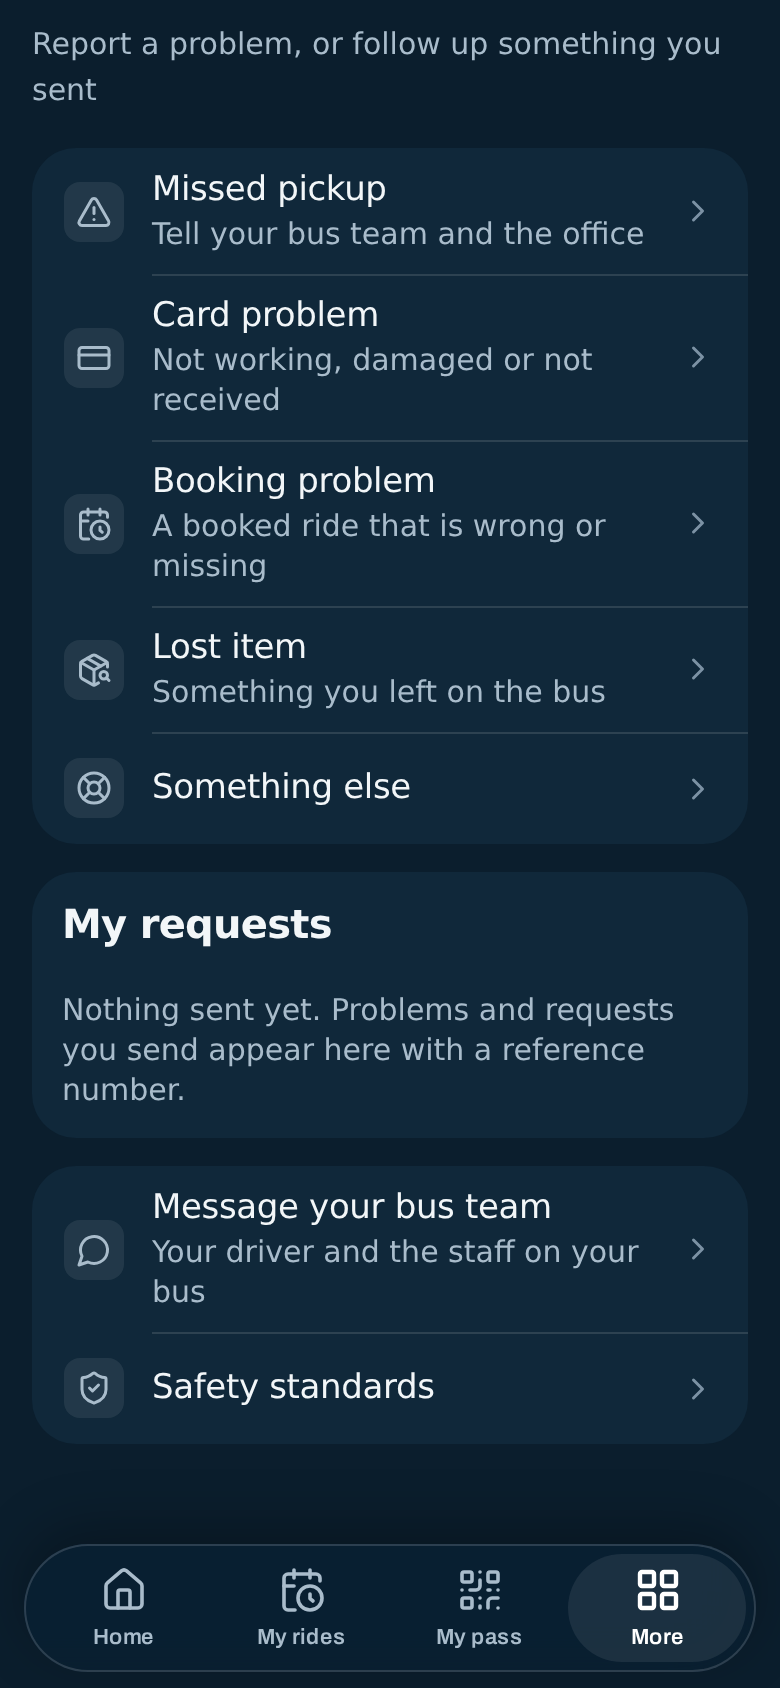 Report a problem, or follow up something you
sent
Missed pickup
Tell your bus team and the office
Card problem
Not working, damaged or not
received
Booking problem
A booked ride that is wrong or
missing
Lost item
Something you left on the bus
Something else
My requests
Nothing sent yet. Problems and requests
you send appear here with a reference
number.
Message your bus team
Your driver and the staff on your
bus
Safety standards
Home
My rides
My pass
More